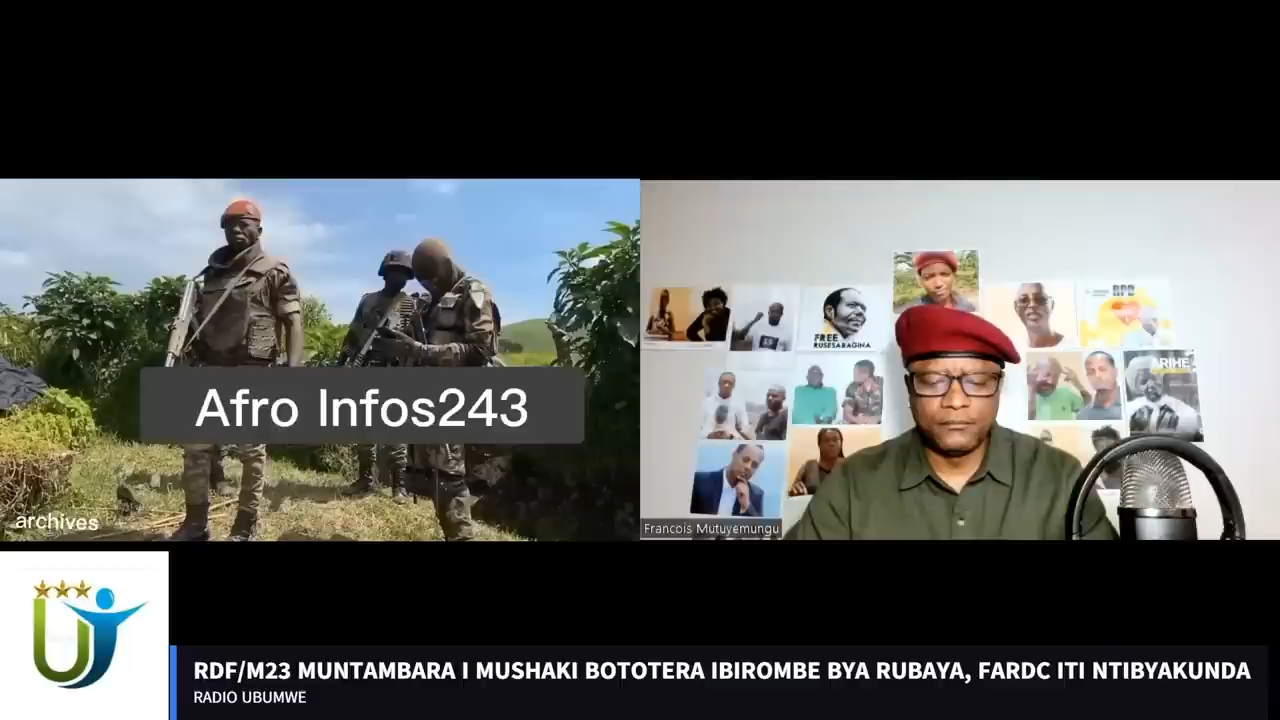 Afro Infos243
archives
FREE
RUSESABAGINA
ARIHE
Francois Mutuyemungu
RDF/M23 MUNTAMBARA I MUSHAKI BOTOTERA IBIROMBE BYA RUBAYA, FARDC ITI NTIBYAKUNDA
RADIO UBUMWE